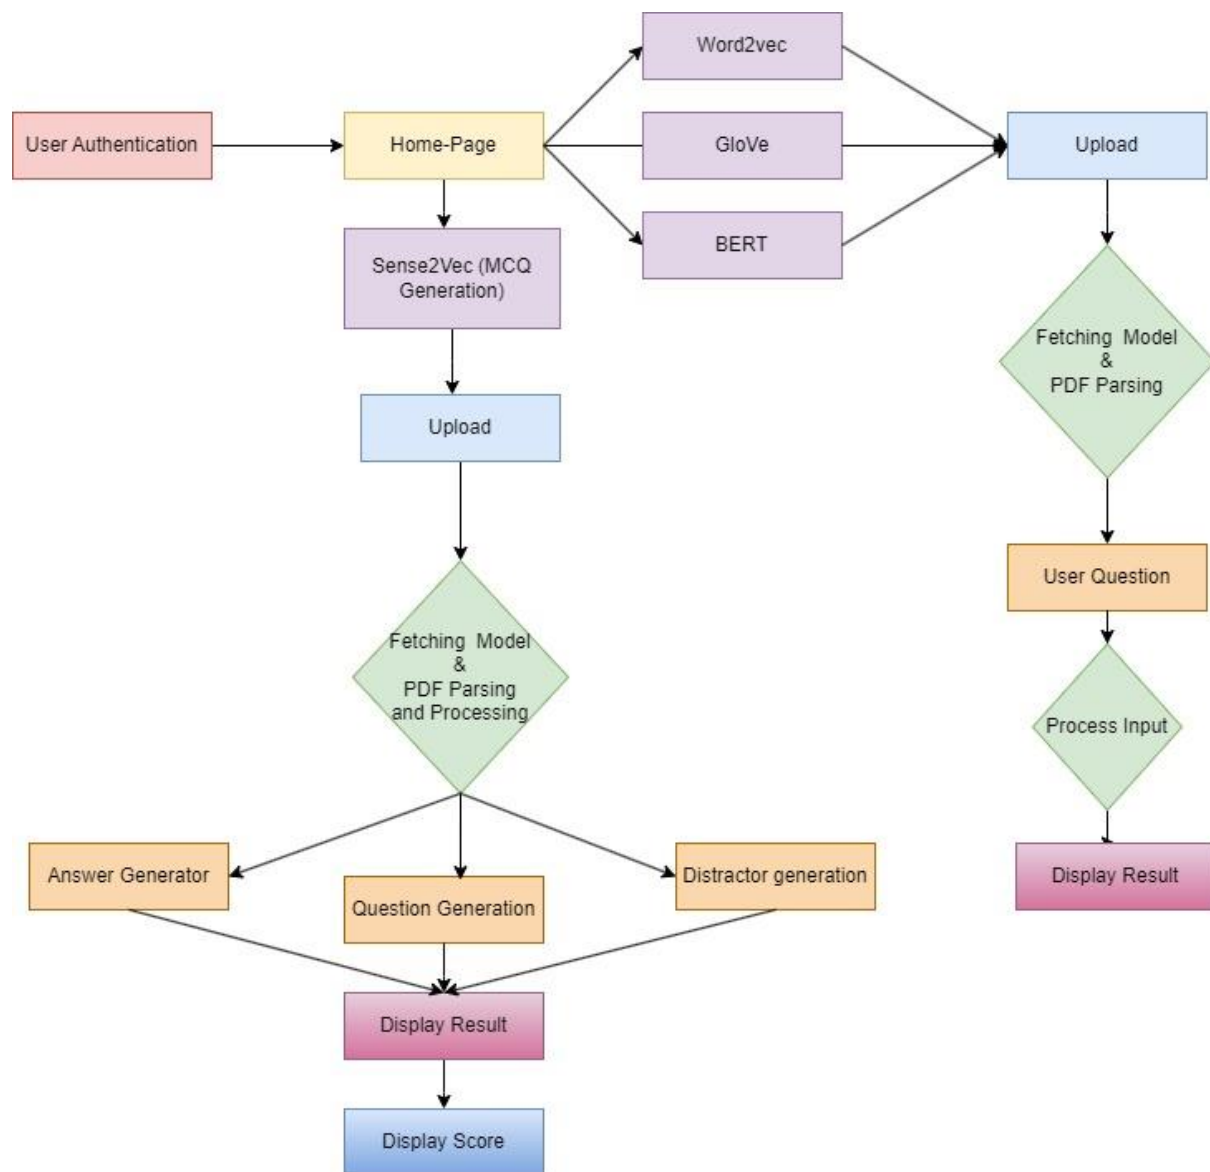 Word2vec
User Authentication
Home-Page
GloVe
Upload
BERT
Sense2Vec (MCQ
Generation)
Fetching Model
&
PDF Parsing
Upload
User Question
Fetching Model
&
PDF Parsing
and Processing
Process Input
Answer Generator
Question Generation
Distractor generation
Display Result
Display Result
Display Score